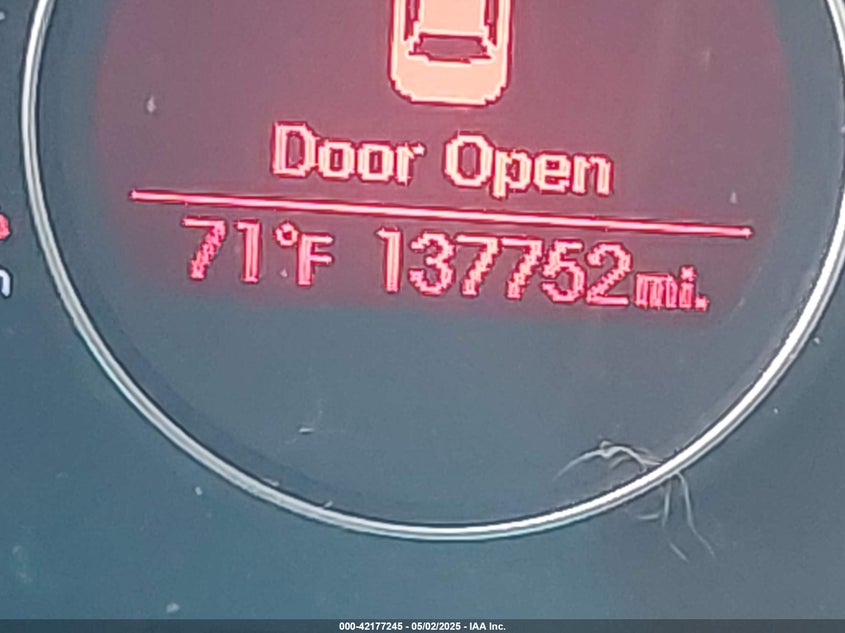 Door Open
71°F 137752mi.
000-42177245 - 05/02/2025 - IAA Inc.